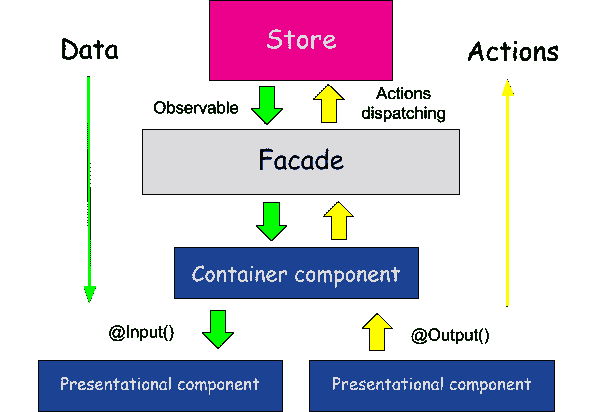 Store
Data
Actions
Observable
Actions
dispatching
Facade
Container component
@Input()
@Output()
Presentational component
Presentational component